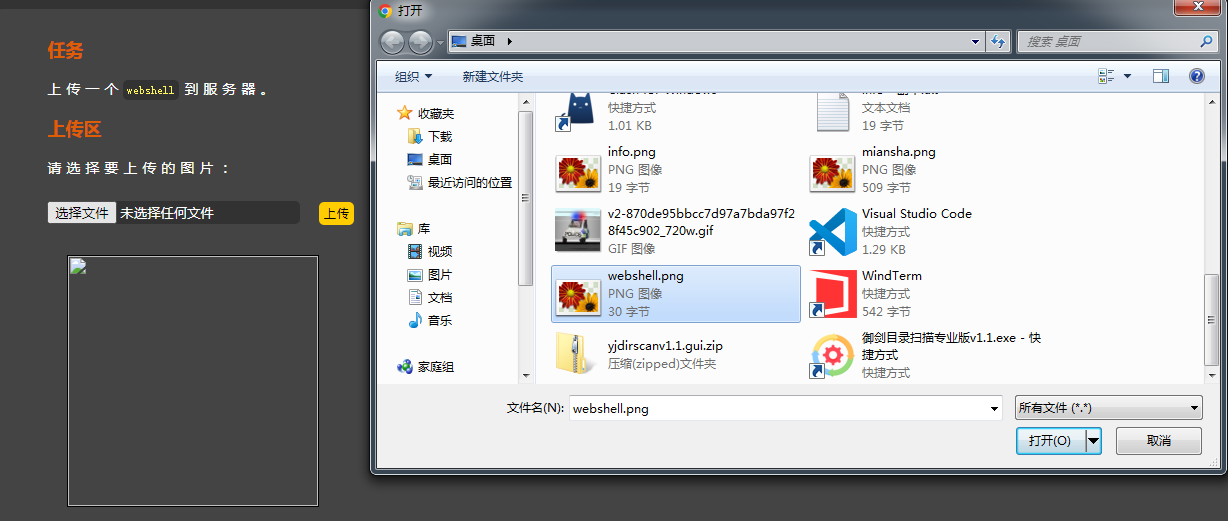 打开
任务
上传一个 webshell 到服务器。
上传区
请选择要上传的图片：
选择文件 未选择任何文件
上传
桌面
搜索 桌面
组织
新建文件夹
收藏夹
下载
桌面
最近访问的位置
库
视频
图片
文档
音乐
家庭组
快捷方式
1.01 KB
文本文档
19 字节
info.png
PNG 图像
19 字节
miansha.png
PNG 图像
509 字节
v2-870de95bbcc7d97a7bda97f2
8f45c902_720w.gif
GIF 图像
Visual Studio Code
快捷方式
1.29 KB
webshell.png
PNG 图像
30 字节
WindTerm
快捷方式
542 字节
yjdirscanv1.1.gui.zip
压缩(zipped)文件夹
御剑目录扫描专业版v1.1.exe - 快
捷方式
快捷方式
文件名(N):
webshell.png
所有文件 (*.*)
打开(O)
取消